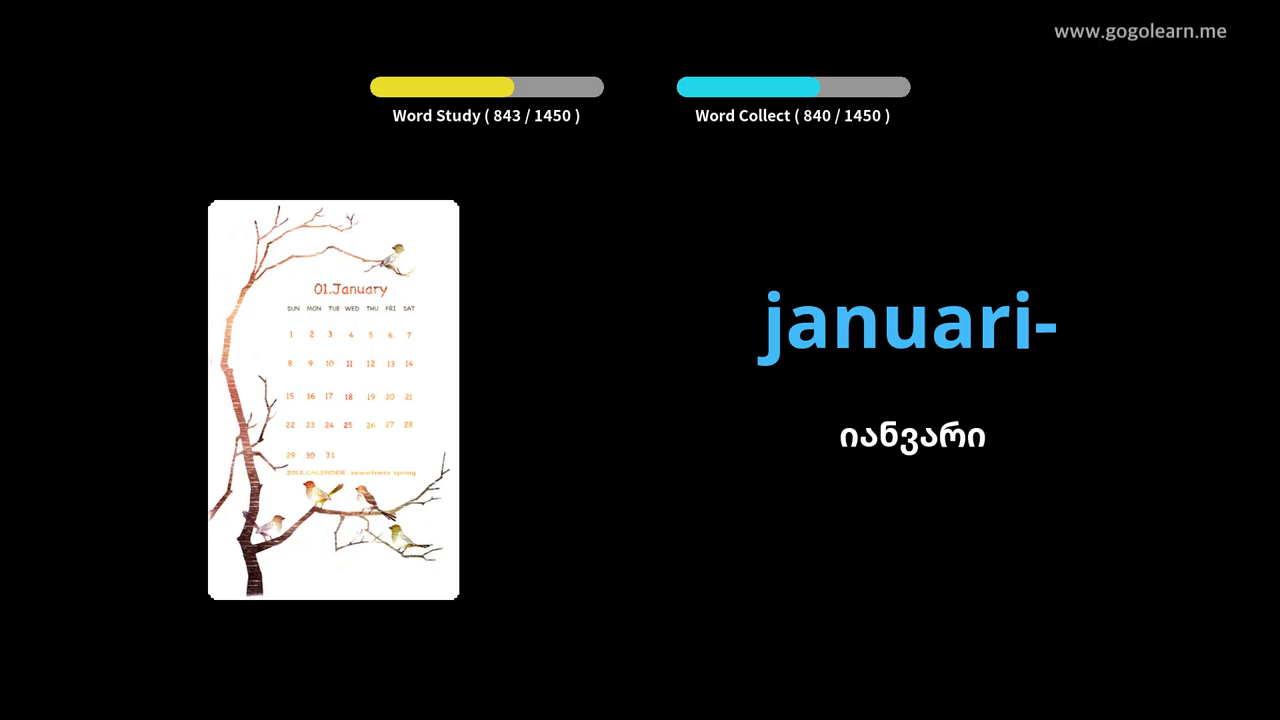 www.gogolearn.me
Word Study ( 843 / 1450 )
Word Collect ( 840 / 1450 )
01.January
SUN MON TUE WED THU FRI SAT
1 2 3 4 5 6 7
8 9 10 11 12 13 14
15 16 17 18 19 20 21
22 23 24 25 26 27 28
29 30 31
januari-
იანვარი